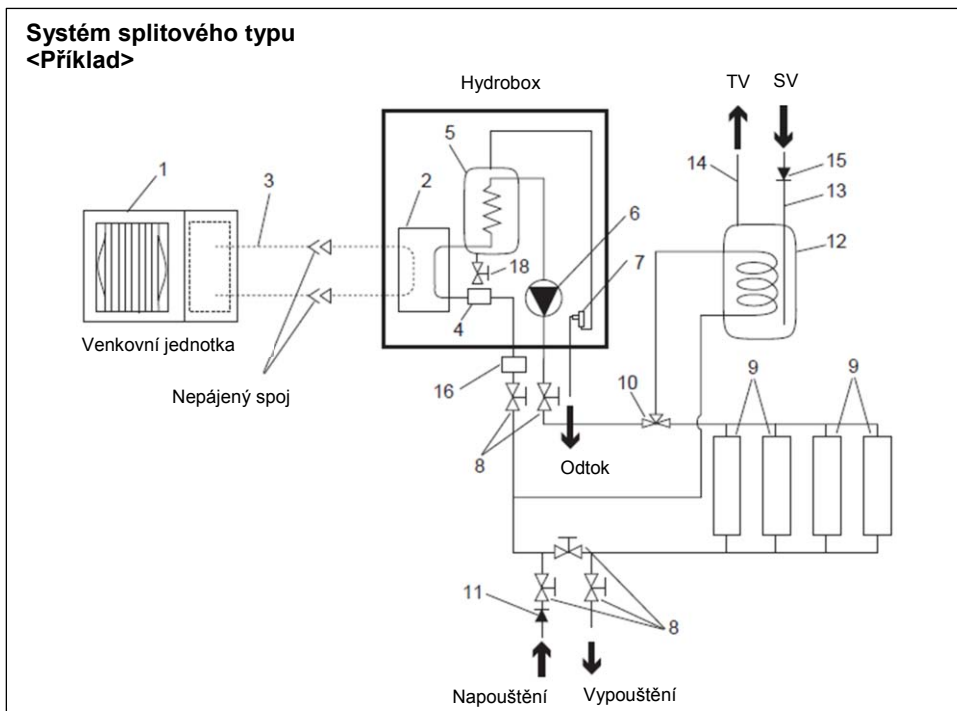 Systém splitového typu
<Příklad>
Hydrobox
TV SV
5
14
15
1
3
2
13
6
7
12
18
4
Venkovní jednotka
Nepájený spoj
16
10
9
9
8
Odtok
11
8
Napouštění
Vypouštění